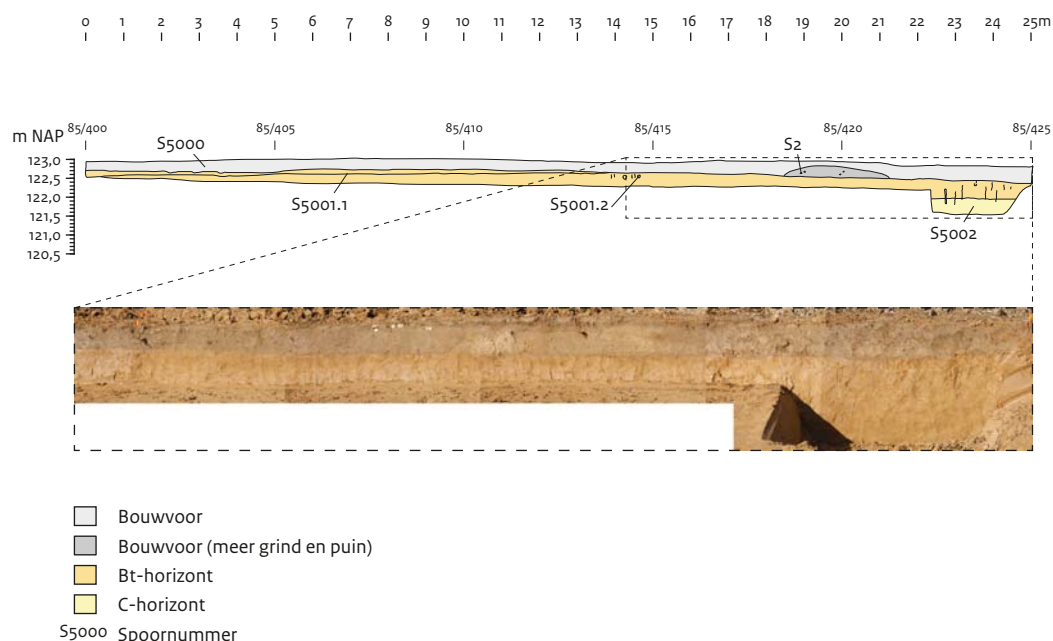 0 1 2 3 4 5 6 7 8 9 10 11 12 13 14 15 16 17 18 19 20 21 22 23 24 25m
m NAP 85/400 85/405 85/410 85/415 85/420 85/425
S5000 S2
123,0
122,5
122,0
S5001.1 S5001.2
121,5
S5002
121,0
120,5
Bouwvoor
Bouwvoor (meer grind en puin)
Bt-horizont
C-horizont
S5000 Spoornummer